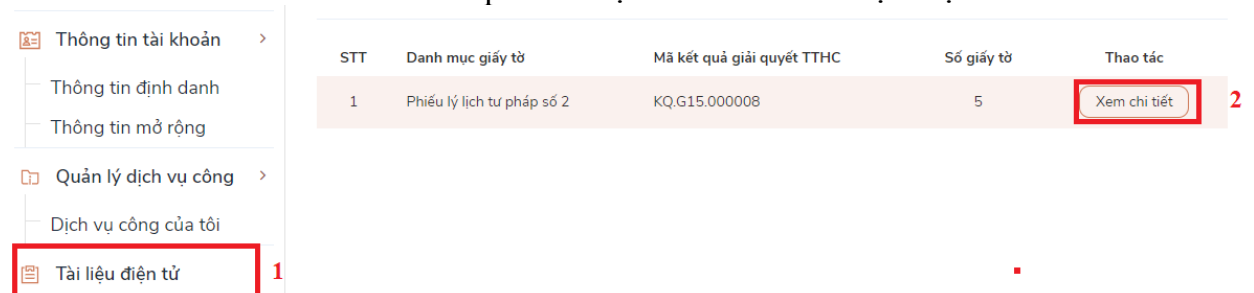 Thông tin tài khoản
Thông tin định danh
Thông tin mở rộng
Quản lý dịch vụ công
Dịch vụ công của tôi
Tài liệu điện tử 1
STT Danh mục giấy tờ Mã kết quả giải quyết TTHC Số giấy tờ Thao tác
1 Phiếu lý lịch tư pháp số 2 KQ.G15.000008 5 Xem chi tiết 2